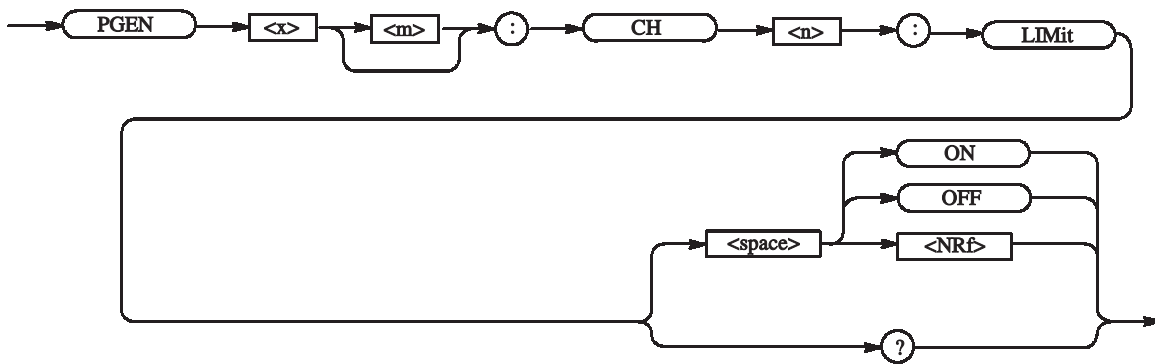 PGEN <x> <m> : CH <n> : LIMit
ON
OFF
<space> <NRf>
?